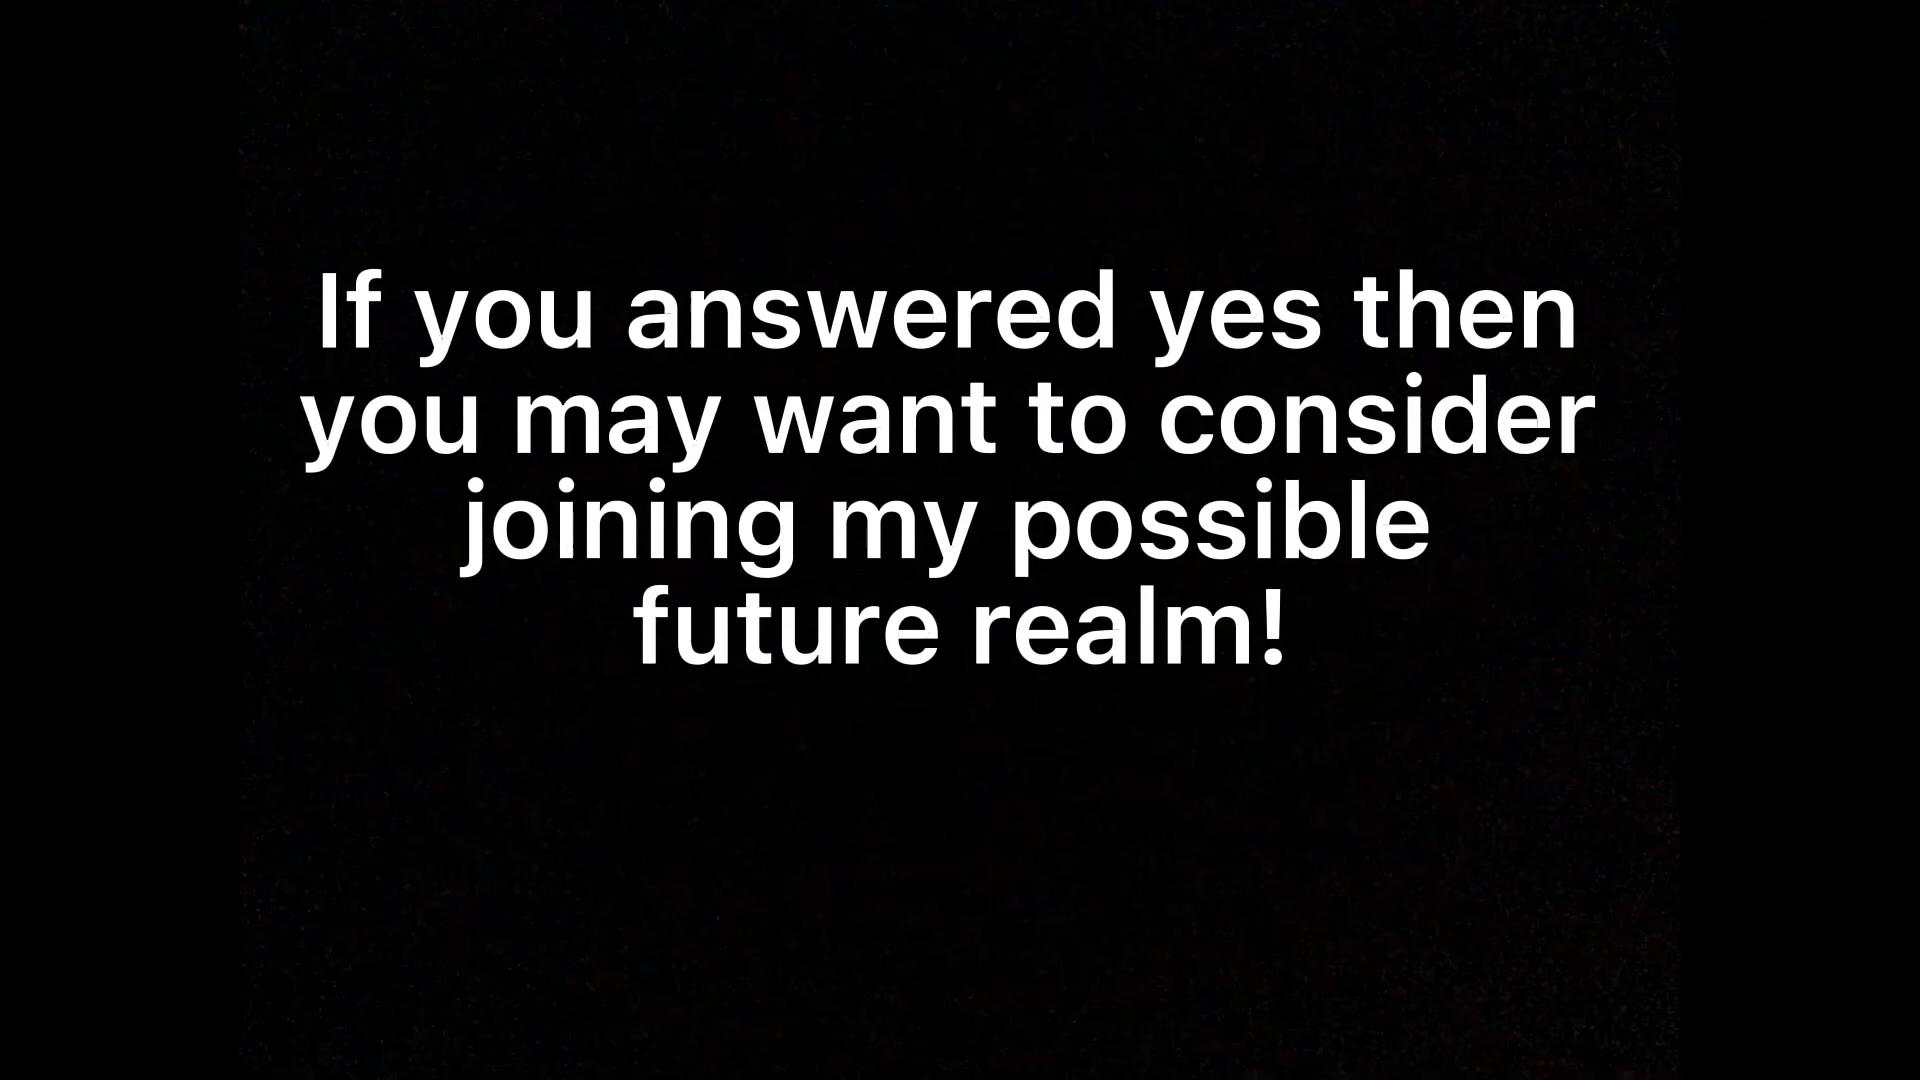 If you answered yes then
you may want to consider
joining my possible
future realm!